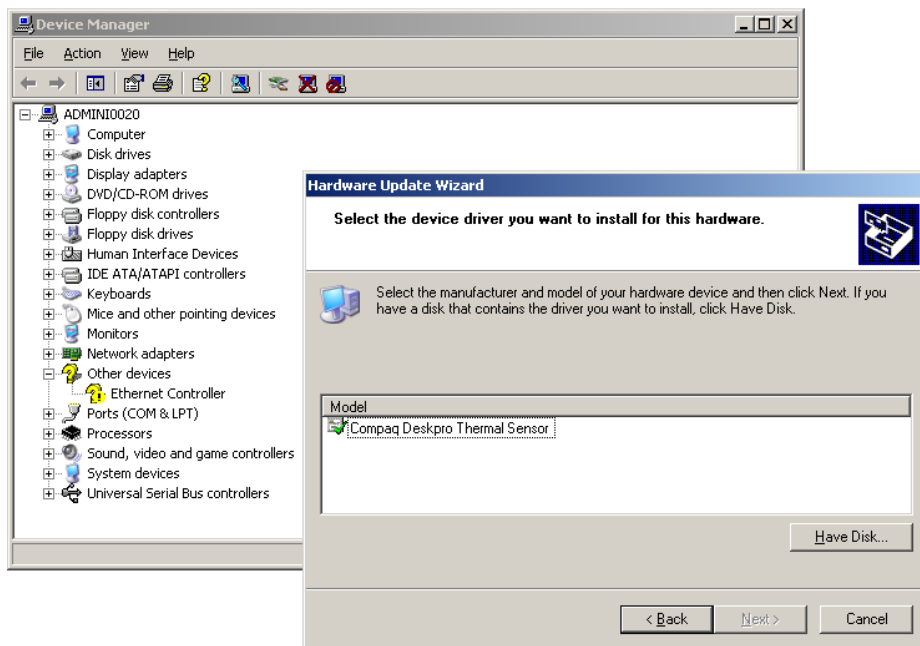 Device Manager
File Action View Help
ADMINI0020
Computer
Disk drives
Display adapters
DVD/CD-ROM drives
Floppy disk controllers
Floppy disk drives
Human Interface Devices
IDE ATA/ATAPI controllers
Keyboards
Mice and other pointing devices
Monitors
Network adapters
Other devices
Ethernet Controller
Ports (COM & LPT)
Processors
Sound, video and game controllers
System devices
Universal Serial Bus controllers
Hardware Update Wizard
Select the device driver you want to install for this hardware.
Select the manufacturer and model of your hardware device and then click Next. If you
have a disk that contains the driver you want to install, click Have Disk.
Model
Compaq Deskpro Thermal Sensor
Have Disk...
< Back Next > Cancel